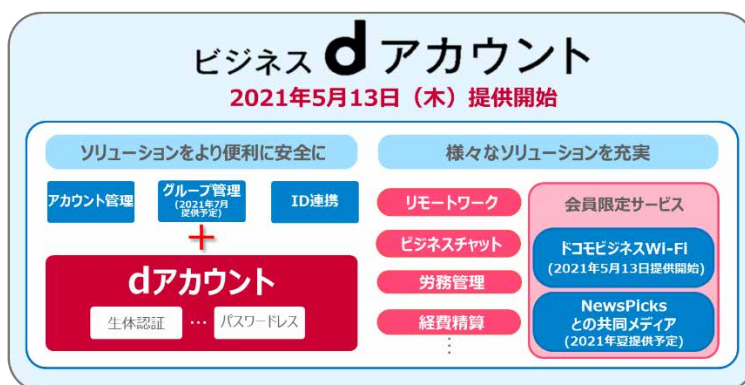 ビジネス dアカウント
2021年5月13日（木）提供開始
ソリューションをより便利に安全に
アカウント管理
グループ管理
(2021年7月
提供予定)
ID連携
＋
dアカウント
生体認証
…
パスワードレス
様々なソリューションを充実
リモートワーク
ビジネスチャット
労務管理
経費精算
⋮
会員限定サービス
ドコモビジネスWi-Fi
(2021年5月13日提供開始)
NewsPicks
との共同メディア
(2021年夏提供予定)